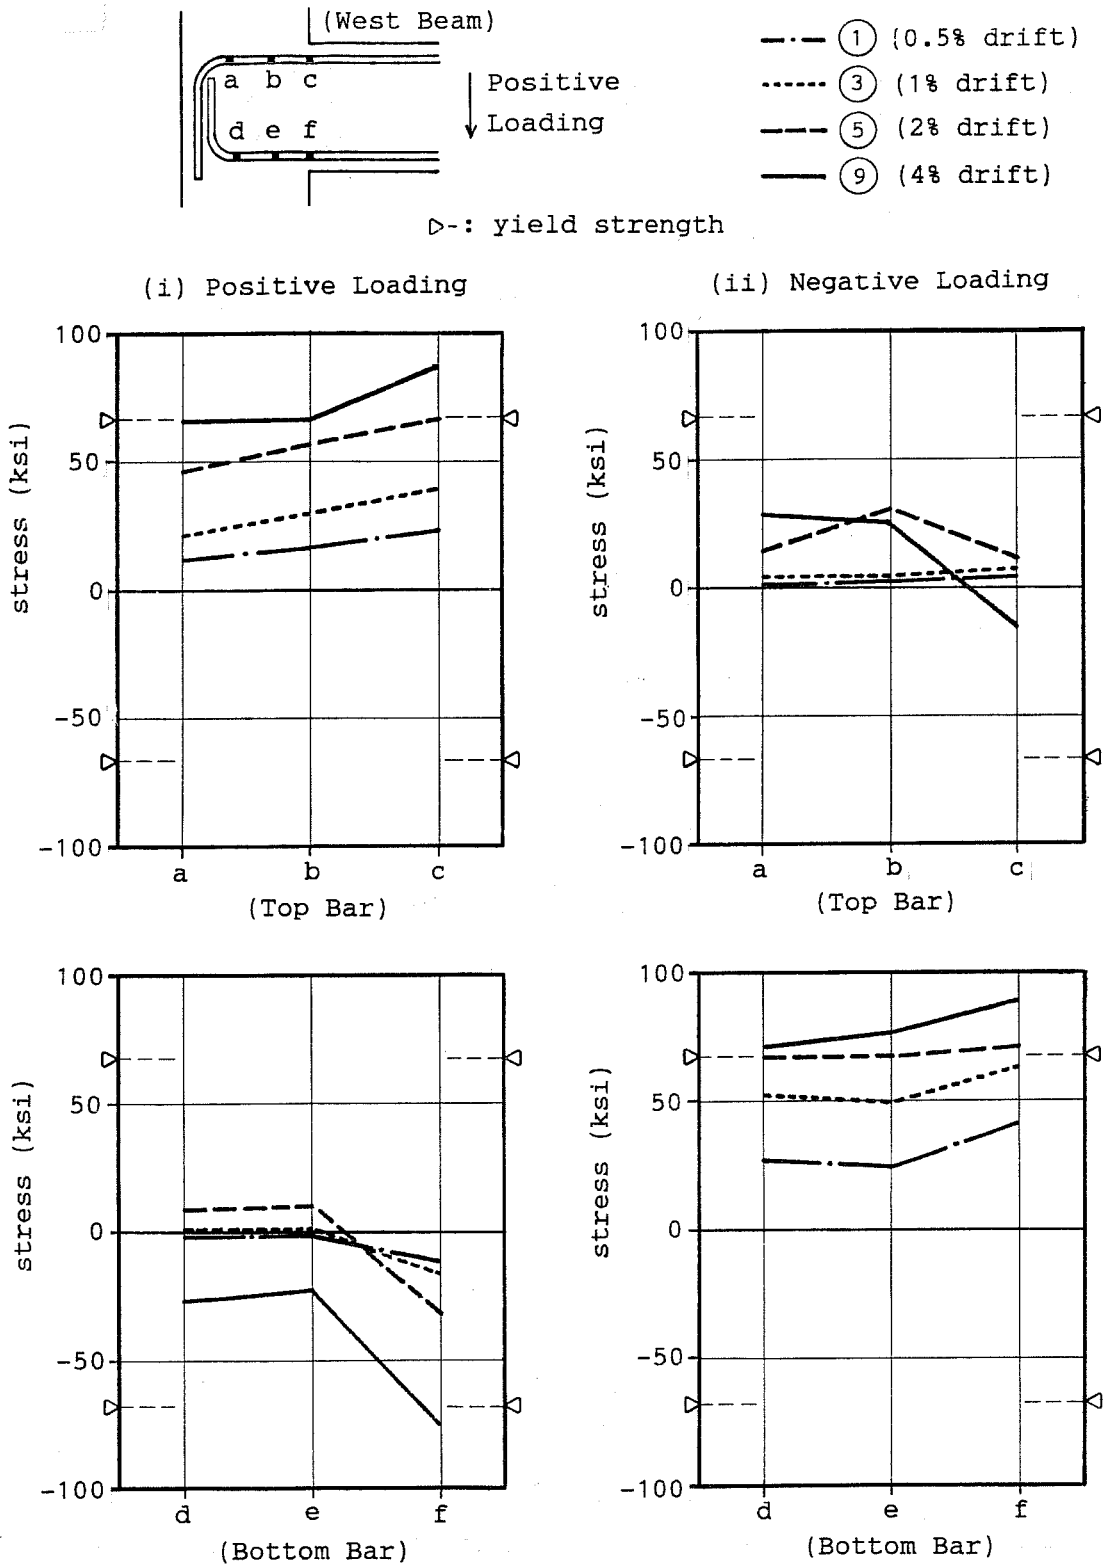 (West Beam)
a b c
d e f
Positive
Loading
1 (0.5% drift)
3 (1% drift)
5 (2% drift)
9 (4% drift)
▷-: yield strength
(i) Positive Loading
100
50
0
-50
-100
stress (ksi)
a b c
(Top Bar)
(ii) Negative Loading
100
50
0
-50
-100
stress (ksi)
a b c
(Top Bar)
100
50
0
-50
-100
stress (ksi)
d e f
(Bottom Bar)
100
50
0
-50
-100
stress (ksi)
d e f
(Bottom Bar)